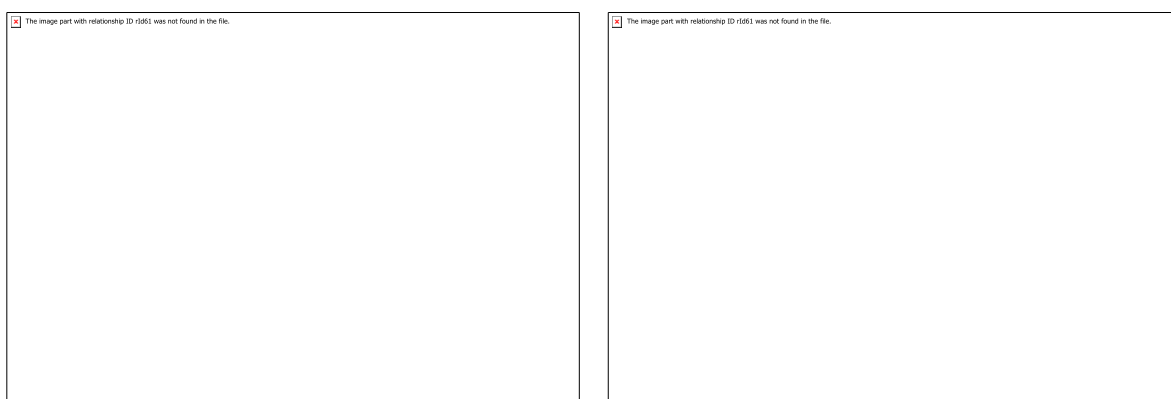 The image part with relationship ID rId61 was not found in the file.
The image part with relationship ID rId61 was not found in the file.